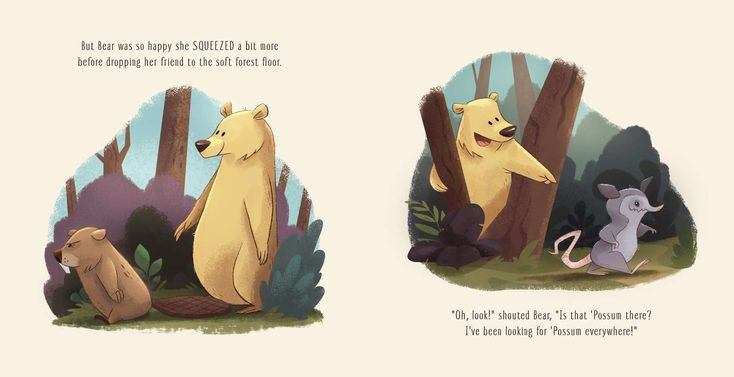 But Bear was so happy she SQUEEZED a bit more
before dropping her friend to the soft forest floor.
"Oh, look!" shouted Bear, "Is that 'Possum there?
I've been looking for 'Possum everywhere!"